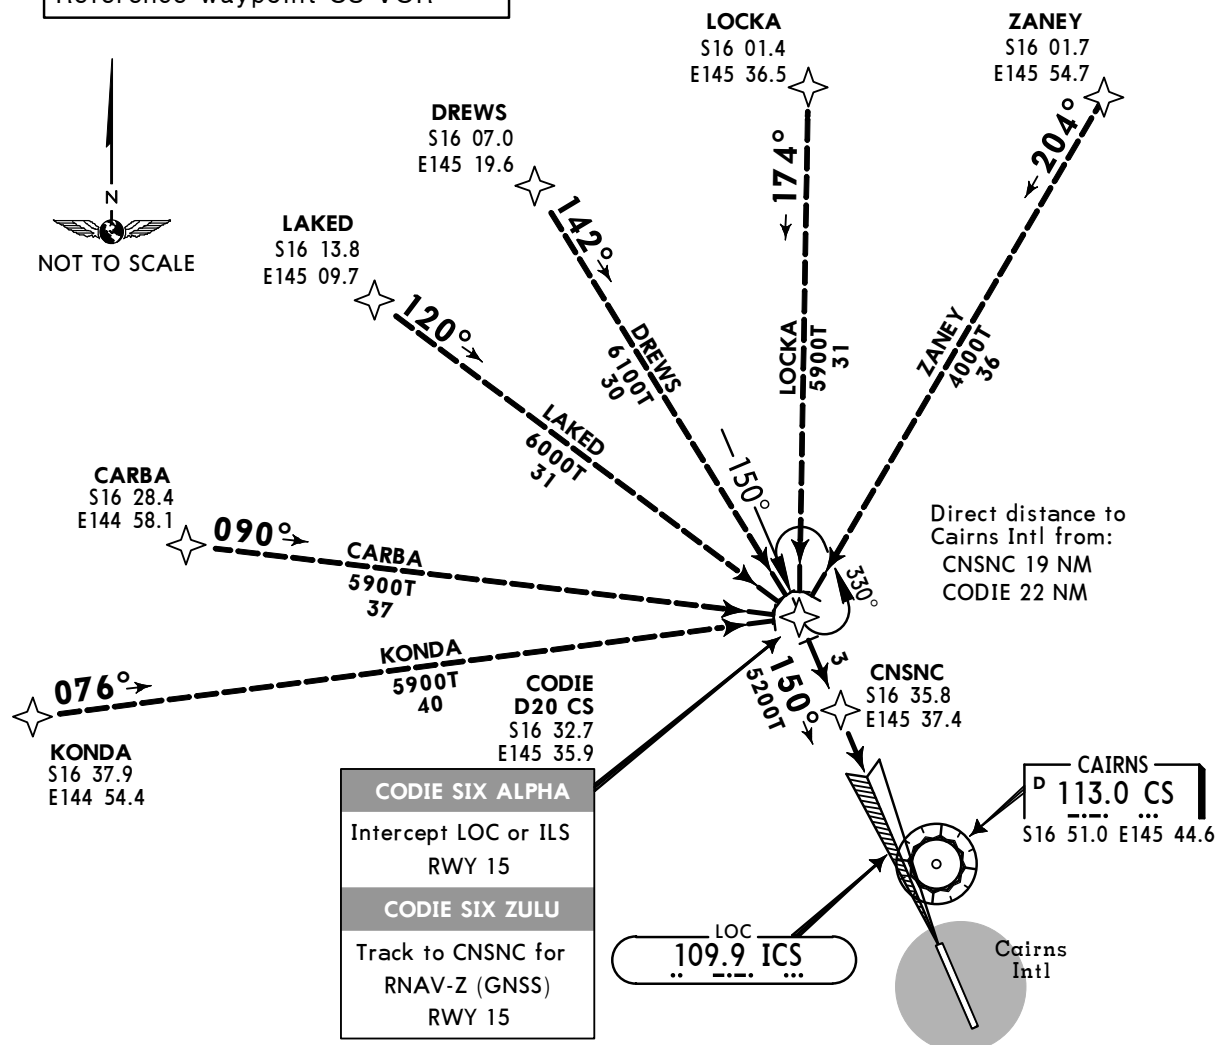 Reference waypoint CS VOR
LOCKA
S16 01.4
E145 36.5
ZANEY
S16 01.7
E145 54.7
DREWS
S16 07.0
E145 19.6
LAKED
S16 13.8
E145 09.7
N
NOT TO SCALE
174°
204°
142°
120°
LOCKA
5900T
31
ZANEY
4000T
36
DREWS
6100T
30
LAKED
6000T
31
150°
CARBA
S16 28.4
E144 58.1
090°
CARBA
5900T
37
Direct distance to
Cairns Intl from:
CNSNC 19 NM
CODIE 22 NM
330°
KONDA
5900T
40
076°
KONDA
S16 37.9
E144 54.4
CODIE
D20 CS
S16 32.7
E145 35.9
150°
5200T
3
CNSNC
S16 35.8
E145 37.4
CODIE SIX ALPHA
Intercept LOC or ILS
RWY 15
CODIE SIX ZULU
Track to CNSNC for
RNAV-Z (GNSS)
RWY 15
CAIRNS
D 113.0 CS
S16 51.0 E145 44.6
LOC
109.9 ICS
Cairns
Intl